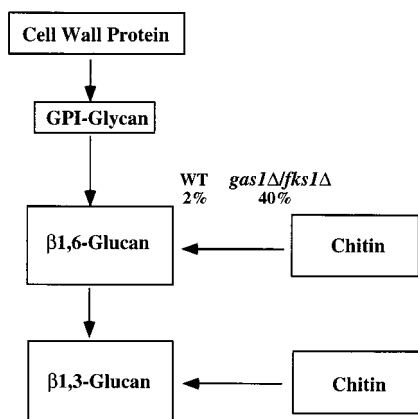 Cell Wall Protein
GPI-Glycan
WT gas1Δ/fks1Δ
2% 40%
β1,6-Glucan
Chitin
β1,3-Glucan
Chitin